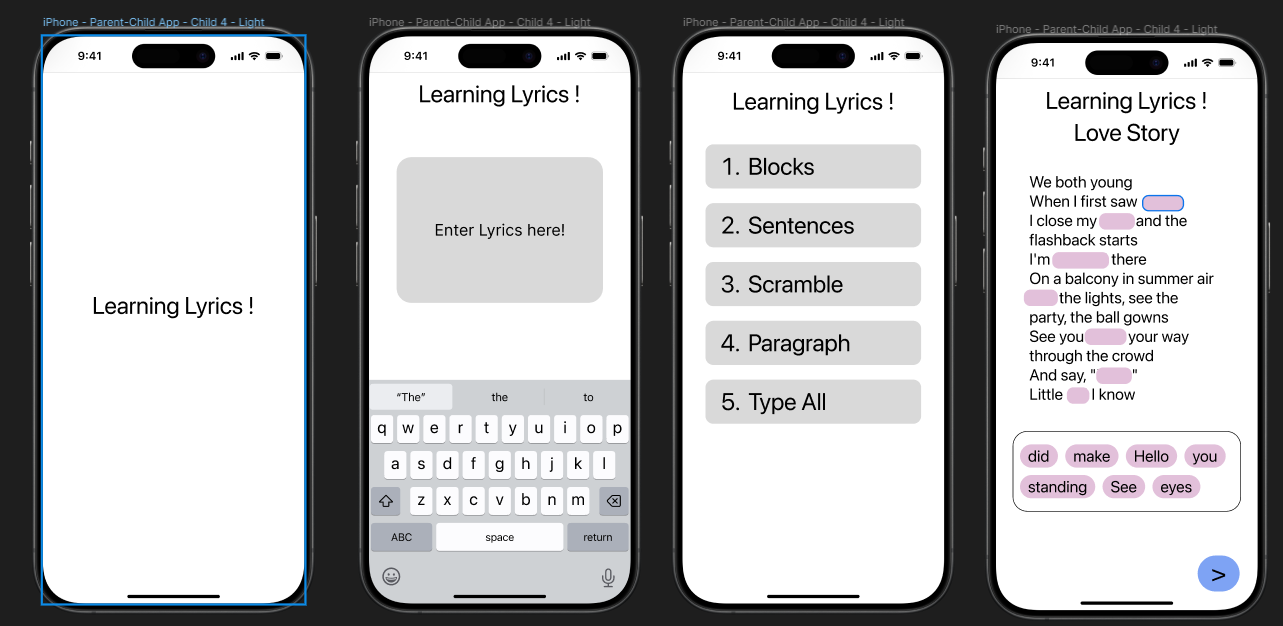 iPhone - Parent-Child App - Child 4 - Light
9:41
Learning Lyrics !
iPhone - Parent-Child App - Child 4 - Light
9:41
Learning Lyrics !
Enter Lyrics here!
“The” the to
q w e r t y u i o p
a s d f g h j k l
z x c v b n m
ABC space return
iPhone - Parent-Child App - Child 4 - Light
9:41
Learning Lyrics !
1. Blocks
2. Sentences
3. Scramble
4. Paragraph
5. Type All
iPhone - Parent-Child App - Child 4 - Light
9:41
Learning Lyrics !
Love Story
We both young
When I first saw
I close my and the
flashback starts
I'm there
On a balcony in summer air
the lights, see the
party, the ball gowns
See you your way
through the crowd
And say, " "
Little I know
did make Hello you
standing See eyes
>